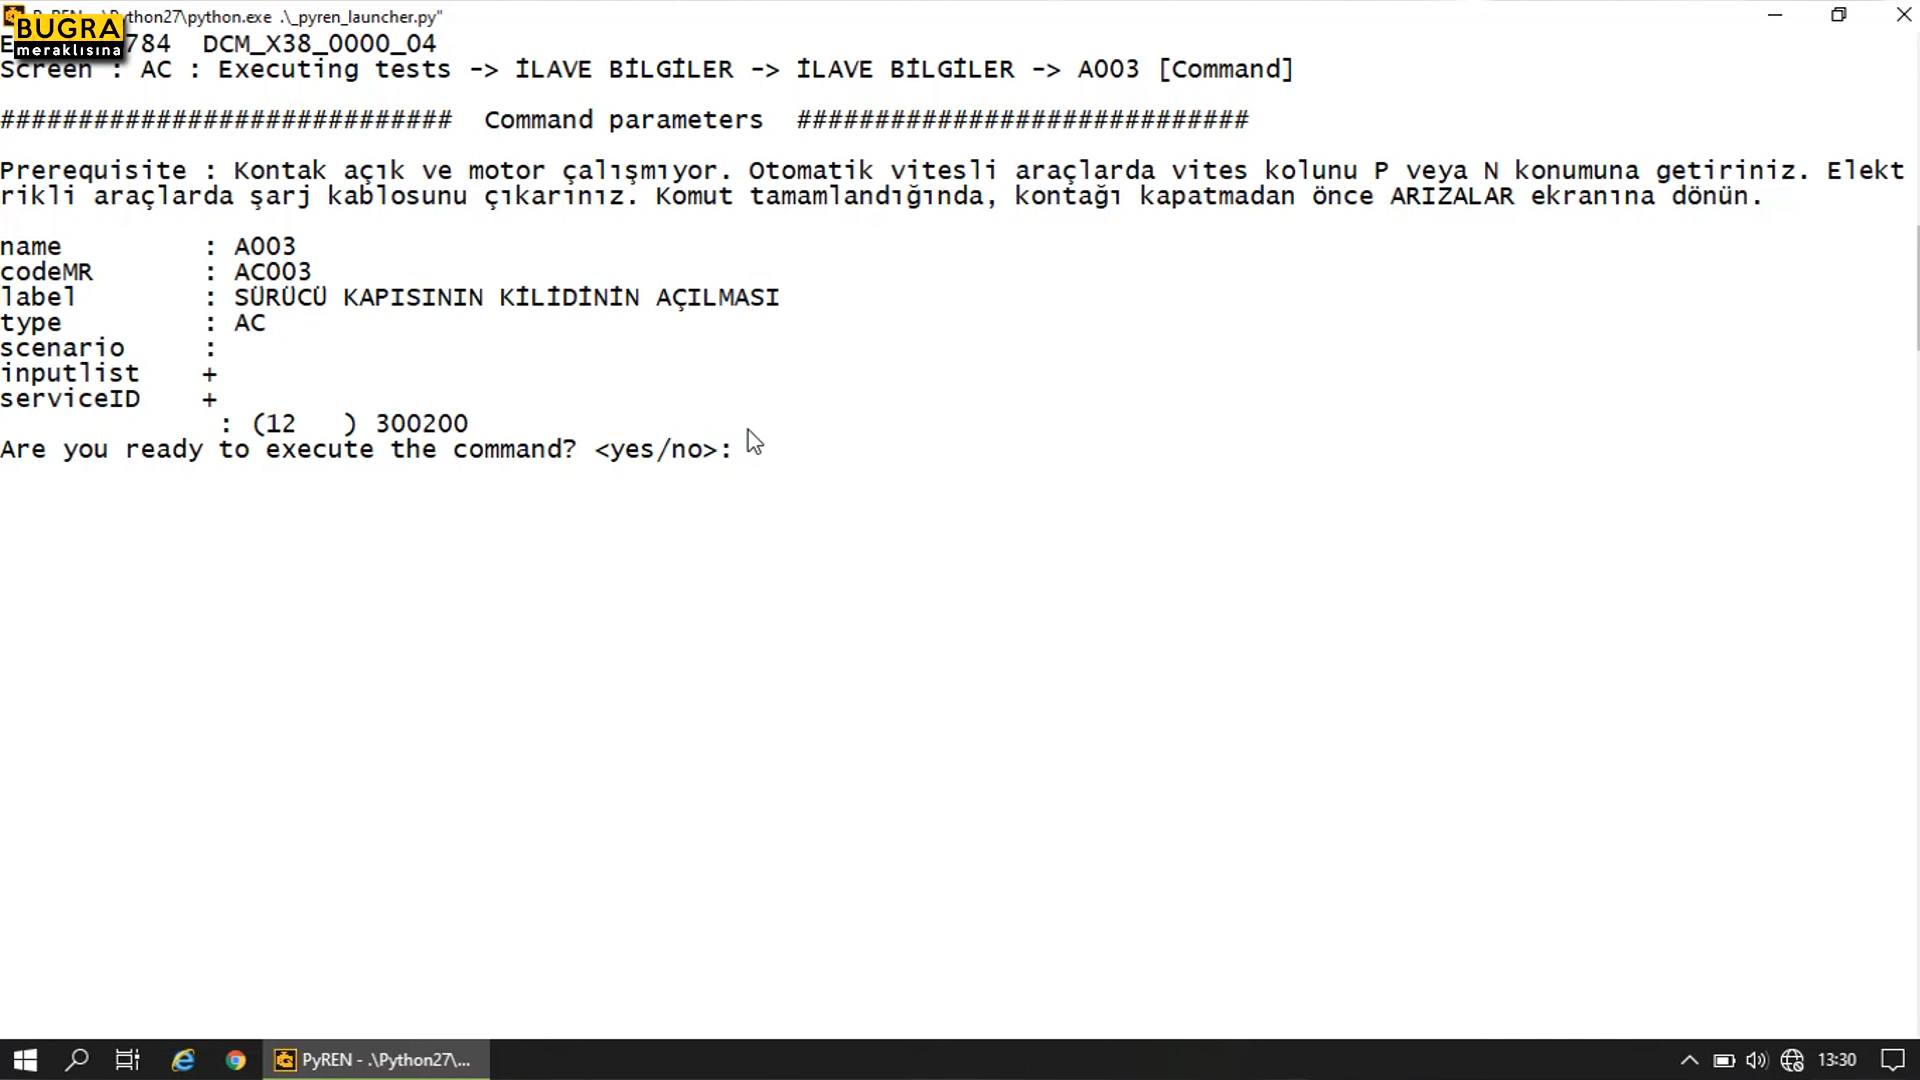 \Python27\python.exe .\_pyren_launcher.py"
BUGRA
meraklisina
784 DCM_X38_0000_04
Screen : AC : Executing tests -> İLAVE BİLGİLER -> İLAVE BİLGİLER -> A003 [Command]
############################# Command parameters #############################
Prerequisite : Kontak açık ve motor çalışmıyor. Otomatik vitesli araçlarda vites kolunu P veya N konumuna getiriniz. Elekt
rikli araçlarda şarj kablosunu çıkarınız. Komut tamamlandığında, kontağı kapatmadan önce ARIZALAR ekranına dönün.
name : A003
codeMR : AC003
label : SÜRÜCÜ KAPISININ KİLİDİNİN AÇILMASI
type : AC
scenario :
inputlist +
serviceID +
: (12 ) 300200
Are you ready to execute the command? <yes/no>:
PyREN - .\Python27\...
13:30